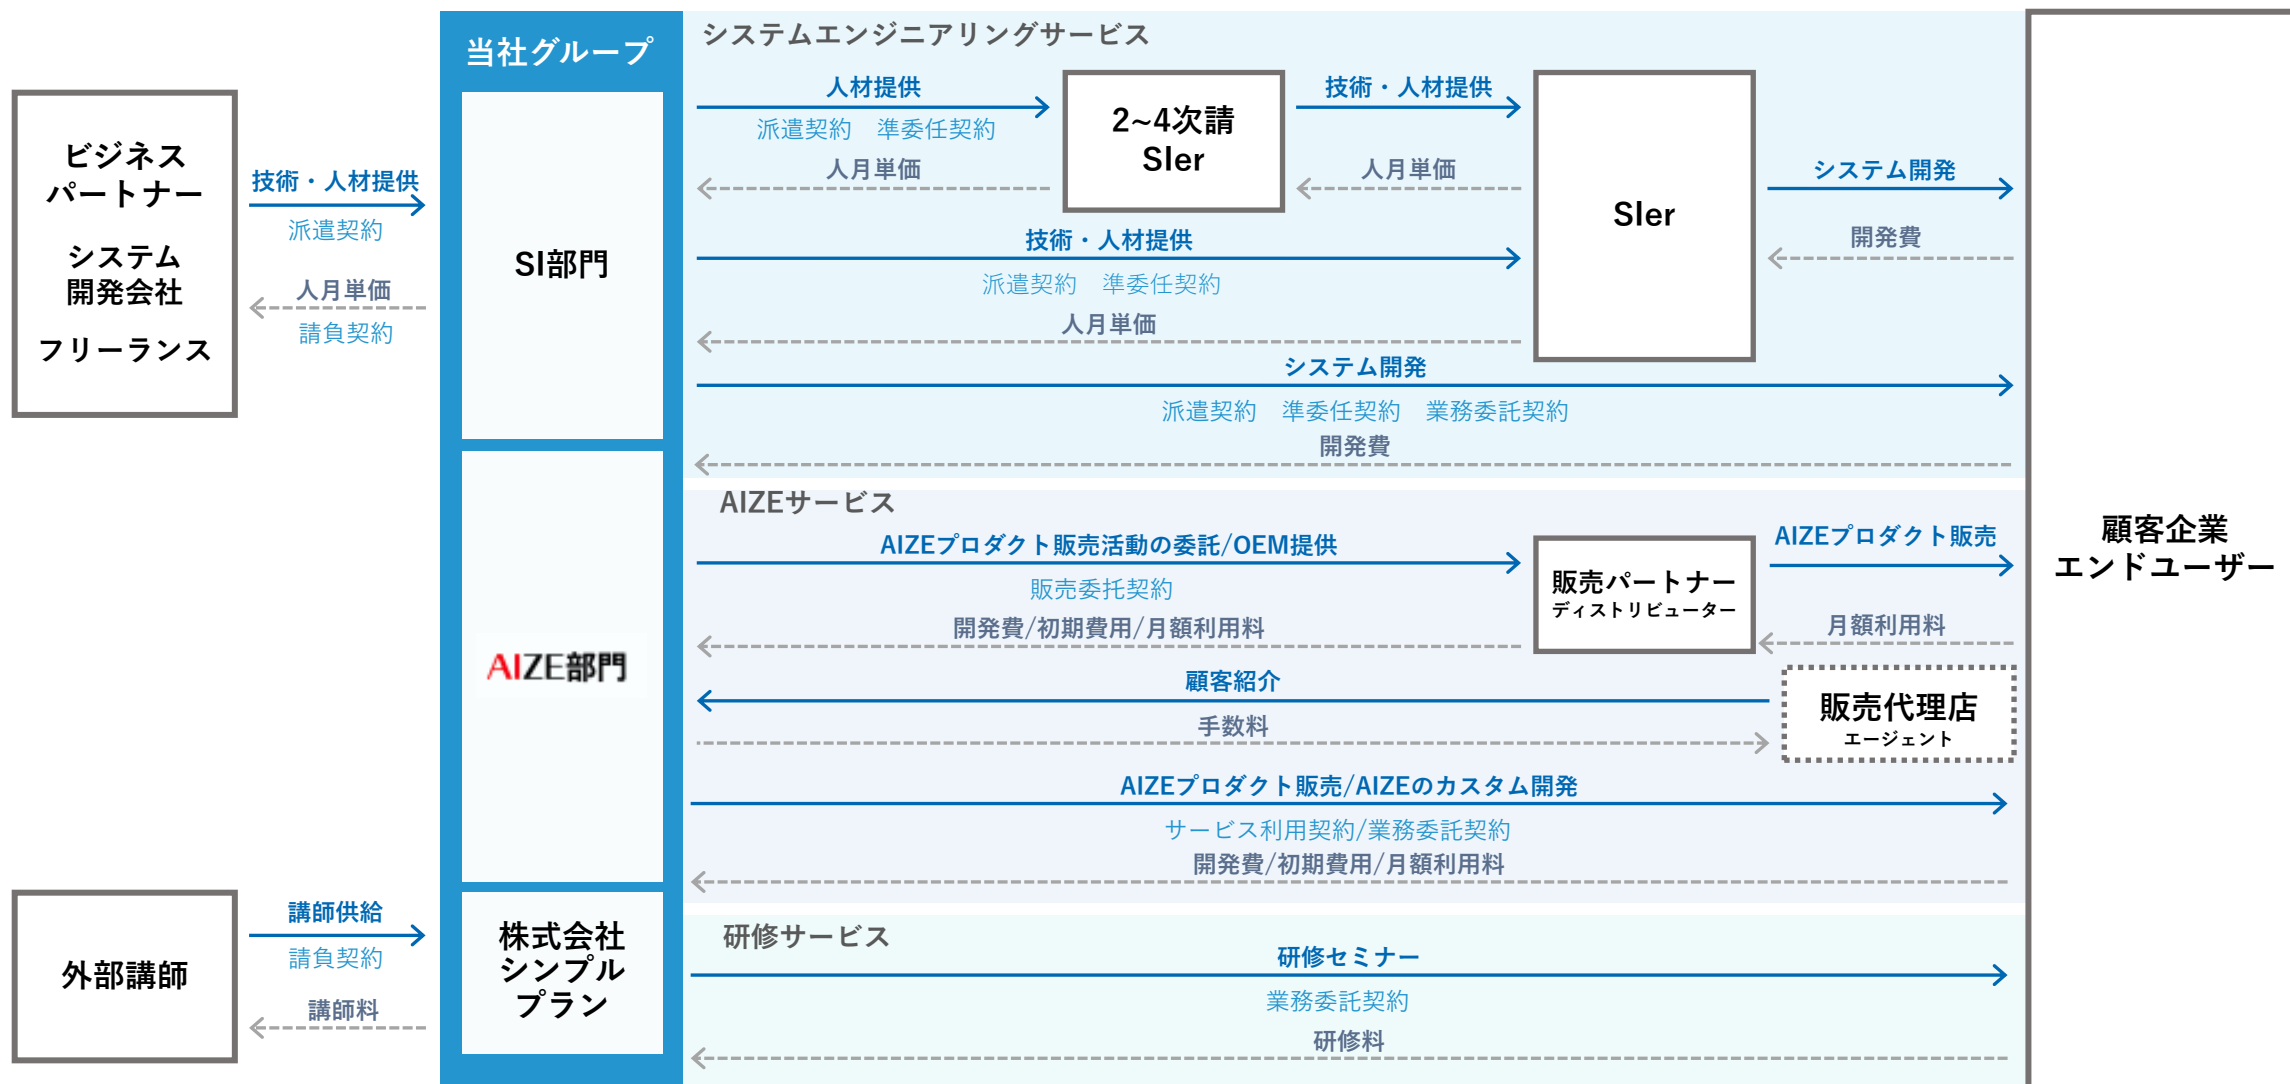 当社グループ
システムエンジニアリングサービス
ビジネス
パートナー
システム
開発会社
フリーランス
技術・人材提供
派遣契約
人月単価
請負契約
SI部門
人材提供
派遣契約　準委任契約
人月単価
2~4次請
SIer
技術・人材提供
人月単価
SIer
システム開発
開発費
技術・人材提供
派遣契約　準委任契約
人月単価
システム開発
派遣契約　準委任契約　業務委託契約
開発費
顧客企業
エンドユーザー
AIZEサービス
AIZE部門
AIZEプロダクト販売活動の委託/OEM提供
販売委託契約
開発費/初期費用/月額利用料
販売パートナー
ディストリビューター
AIZEプロダクト販売
月額利用料
顧客紹介
手数料
販売代理店
エージェント
AIZEプロダクト販売/AIZEのカスタム開発
サービス利用契約/業務委託契約
開発費/初期費用/月額利用料
外部講師
講師供給
請負契約
講師料
株式会社
シンプル
プラン
研修サービス
研修セミナー
業務委託契約
研修料